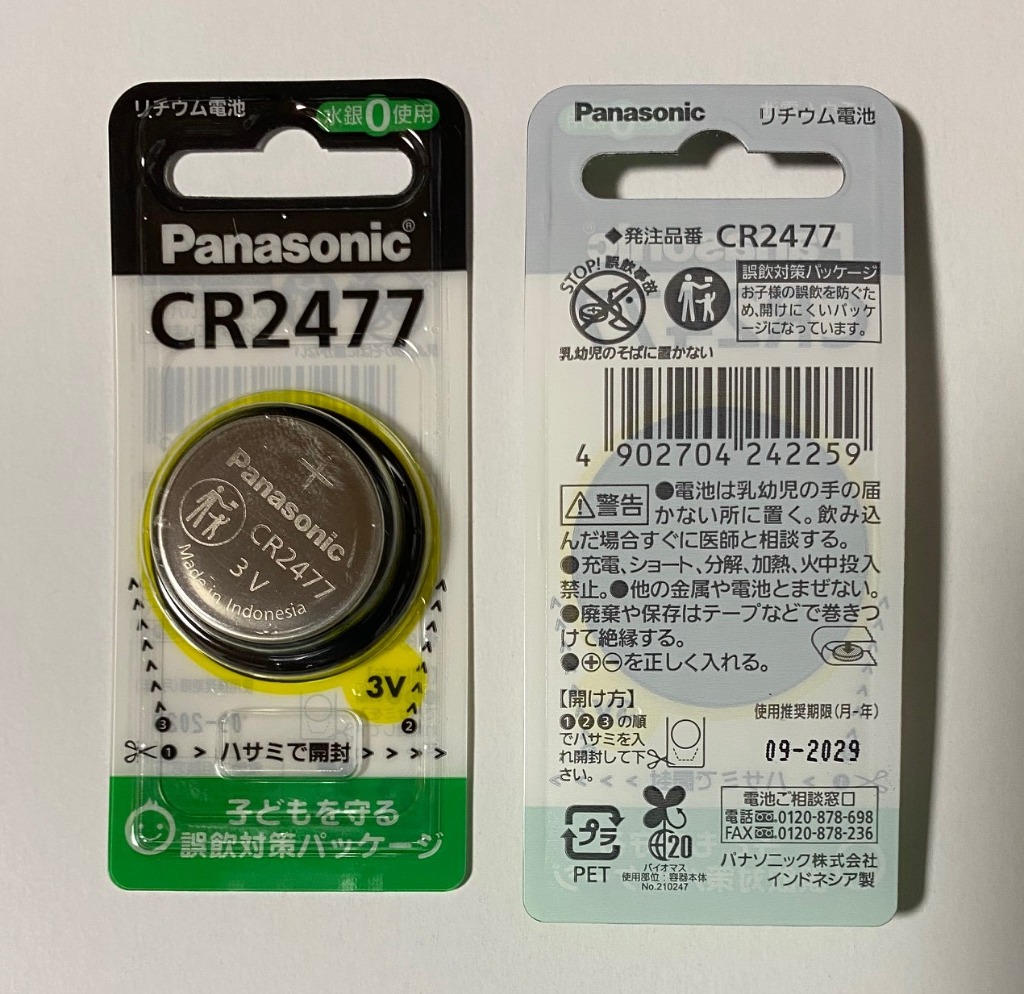 リチウム電池
水銀0使用
Panasonic®
CR2477
+
Panasonic
CR2477
3V
Made in Indonesia
3V
❸
❷
❶ > ハサミで開封 > > > >
子どもを守る
誤飲対策パッケージ
Panasonic
リチウム電池
◆発注品番 CR2477
STOP! 誤飲事故
乳幼児のそばに置かない
誤飲対策パッケージ
お子様の誤飲を防ぐた
め、開けにくいパッケ
ージになっています。
4 902704 242259
警告 ●電池は乳幼児の手の届
かない所に置く。飲み込
んだ場合すぐに医師と相談する。
●充電、ショート、分解、加熱、火中投入
禁止。●他の金属や電池とまぜない。
●廃棄や保存はテープなどで巻きつ
けて絶縁する。
●⊕⊖を正しく入れる。
【開け方】
❶❷❸の順
でハサミを入
れ開封して下
さい。
使用推奨期限(月-年)
09-2029
プラ
PET
20
バイオマス
使用部位:容器本体
No.210247
電池ご相談窓口
電話 0120-878-698
FAX 0120-878-236
パナソニック株式会社
インドネシア製